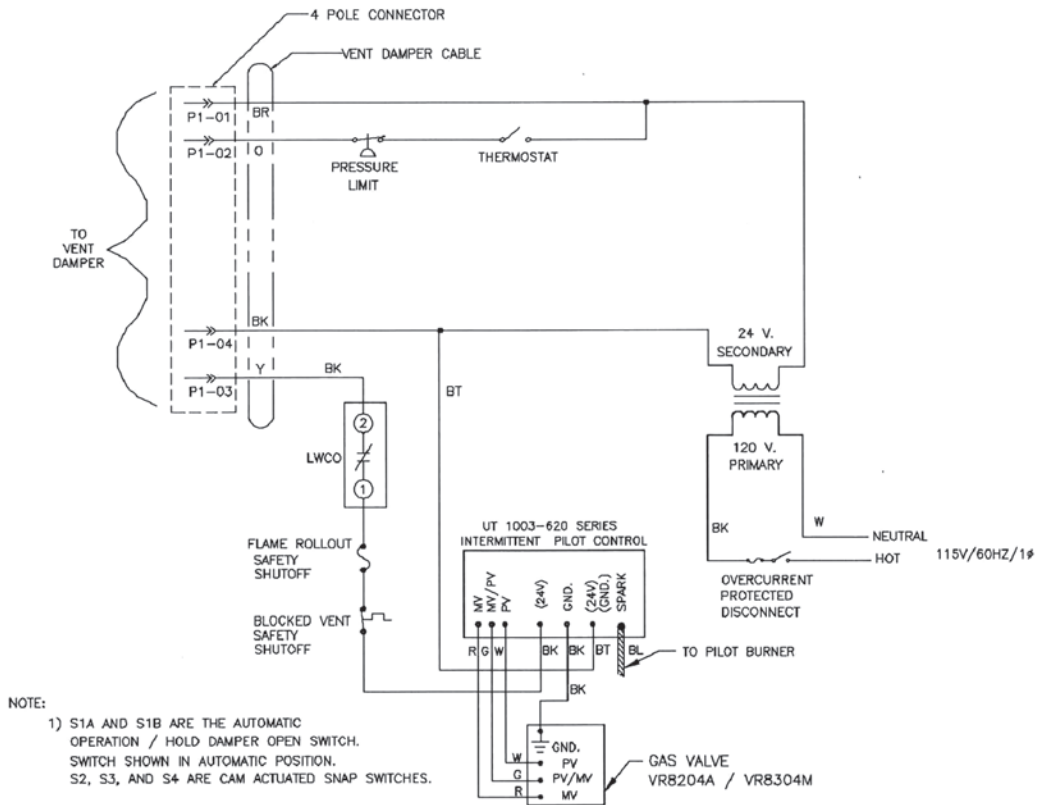 4 POLE CONNECTOR
VENT DAMPER CABLE
P1-01
BR
P1-02
O
PRESSURE
LIMIT
THERMOSTAT
TO
VENT
DAMPER
BK
P1-04
24 V.
SECONDARY
Y
BK
P1-03
BT
2
LWCO
1
120 V.
PRIMARY
BK
W
NEUTRAL
HOT
115V/60HZ/1ø
OVERCURRENT
PROTECTED
DISCONNECT
UT 1003-620 SERIES
INTERMITTENT PILOT CONTROL
FLAME ROLLOUT
SAFETY
SHUTOFF
MV
MV/PV
PV
(24V)
GND.
(24V)
(GND.)
SPARK
BLOCKED VENT
SAFETY
SHUTOFF
R G W BK BK BT BL
TO PILOT BURNER
BK
NOTE:
1) S1A AND S1B ARE THE AUTOMATIC
OPERATION / HOLD DAMPER OPEN SWITCH.
SWITCH SHOWN IN AUTOMATIC POSITION.
S2, S3, AND S4 ARE CAM ACTUATED SNAP SWITCHES.
GND.
W PV
G PV/MV
R MV
GAS VALVE
VR8204A / VR8304M